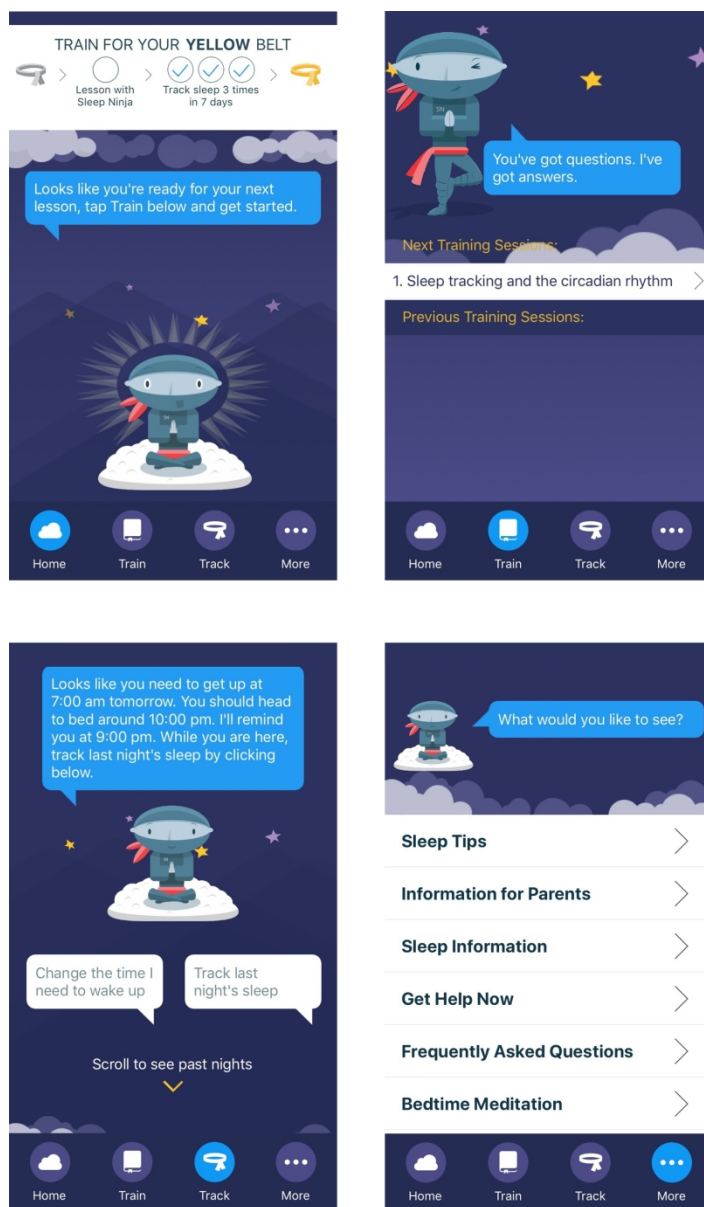 TRAIN FOR YOUR YELLOW BELT
Lesson with
Sleep Ninja
Track sleep 3 times
in 7 days
Looks like you're ready for your next
lesson, tap Train below and get started.
Home
Train
Track
More
SN
You've got questions. I've
got answers.
Next Training Sessions:
1. Sleep tracking and the circadian rhythm
Previous Training Sessions:
Home
Train
Track
More
Looks like you need to get up at
7:00 am tomorrow. You should head
to bed around 10:00 pm. I'll remind
you at 9:00 pm. While you are here,
track last night's sleep by clicking
below.
Change the time I
need to wake up
Track last
night's sleep
Scroll to see past nights
Home
Train
Track
More
What would you like to see?
Sleep Tips
Information for Parents
Sleep Information
Get Help Now
Frequently Asked Questions
Bedtime Meditation
Home
Train
Track
More